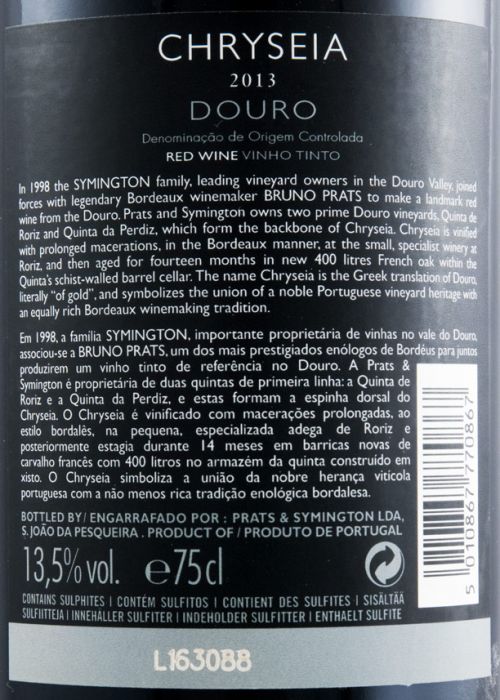 CHRYSEIA
2013
DOURO
Denominação de Origem Controlada
RED WINE VINHO TINTO
In 1998 the SYMINGTON family, leading vineyard owners in the Douro Valley, joined
forces with legendary Bordeaux winemaker BRUNO PRATS to make a landmark red
wine from the Douro. Prats and Symington owns two prime Douro vineyards, Quinta de
Roriz and Quinta da Perdiz, which form the backbone of Chryseia. Chryseia is vinified
with prolonged macerations, in the Bordeaux manner, at the small, specialist winery at
Roriz, and then aged for fourteen months in new 400 litres French oak within the
Quinta's schist-walled barrel cellar. The name Chryseia is the Greek translation of Douro,
literally "of gold", and symbolizes the union of a noble Portuguese vineyard heritage with
an equally rich Bordeaux winemaking tradition.
Em 1998, a família SYMINGTON, importante proprietária de vinhas no vale do Douro,
associou-se a BRUNO PRATS, um dos mais prestigiados enólogos de Bordéus para juntos
produzirem um vinho tinto de referência no Douro. A Prats &
Symington é proprietária de duas quintas de primeira linha: a Quinta de
Roriz e a Quinta da Perdiz, e estas formam a espinha dorsal do
Chryseia. O Chryseia é vinificado com macerações prolongadas, ao
estilo bordalês, na pequena, especializada adega de Roriz e
posteriormente estagia durante 14 meses em barricas novas de
carvalho francês com 400 litros no armazém da quinta construído em
xisto. O Chryseia simboliza a união da nobre herança vitícola
portuguesa com a não menos rica tradição enológica bordalesa.
BOTTLED BY/ ENGARRAFADO POR : PRATS & SYMINGTON LDA,
S. JOÃO DA PESQUEIRA . PRODUCT OF / PRODUTO DE PORTUGAL
13,5% vol. e 75cl
CONTAINS SULPHITES | CONTÉM SULFITOS | CONTIENT DES SULFITES | SISÄLTÄÄ
SULFIITTEJA | INNEHALLER SULFITER | INDEHOLDER SULFITTER | ENTHAELT SULFITE
5 010867 770867
L163088